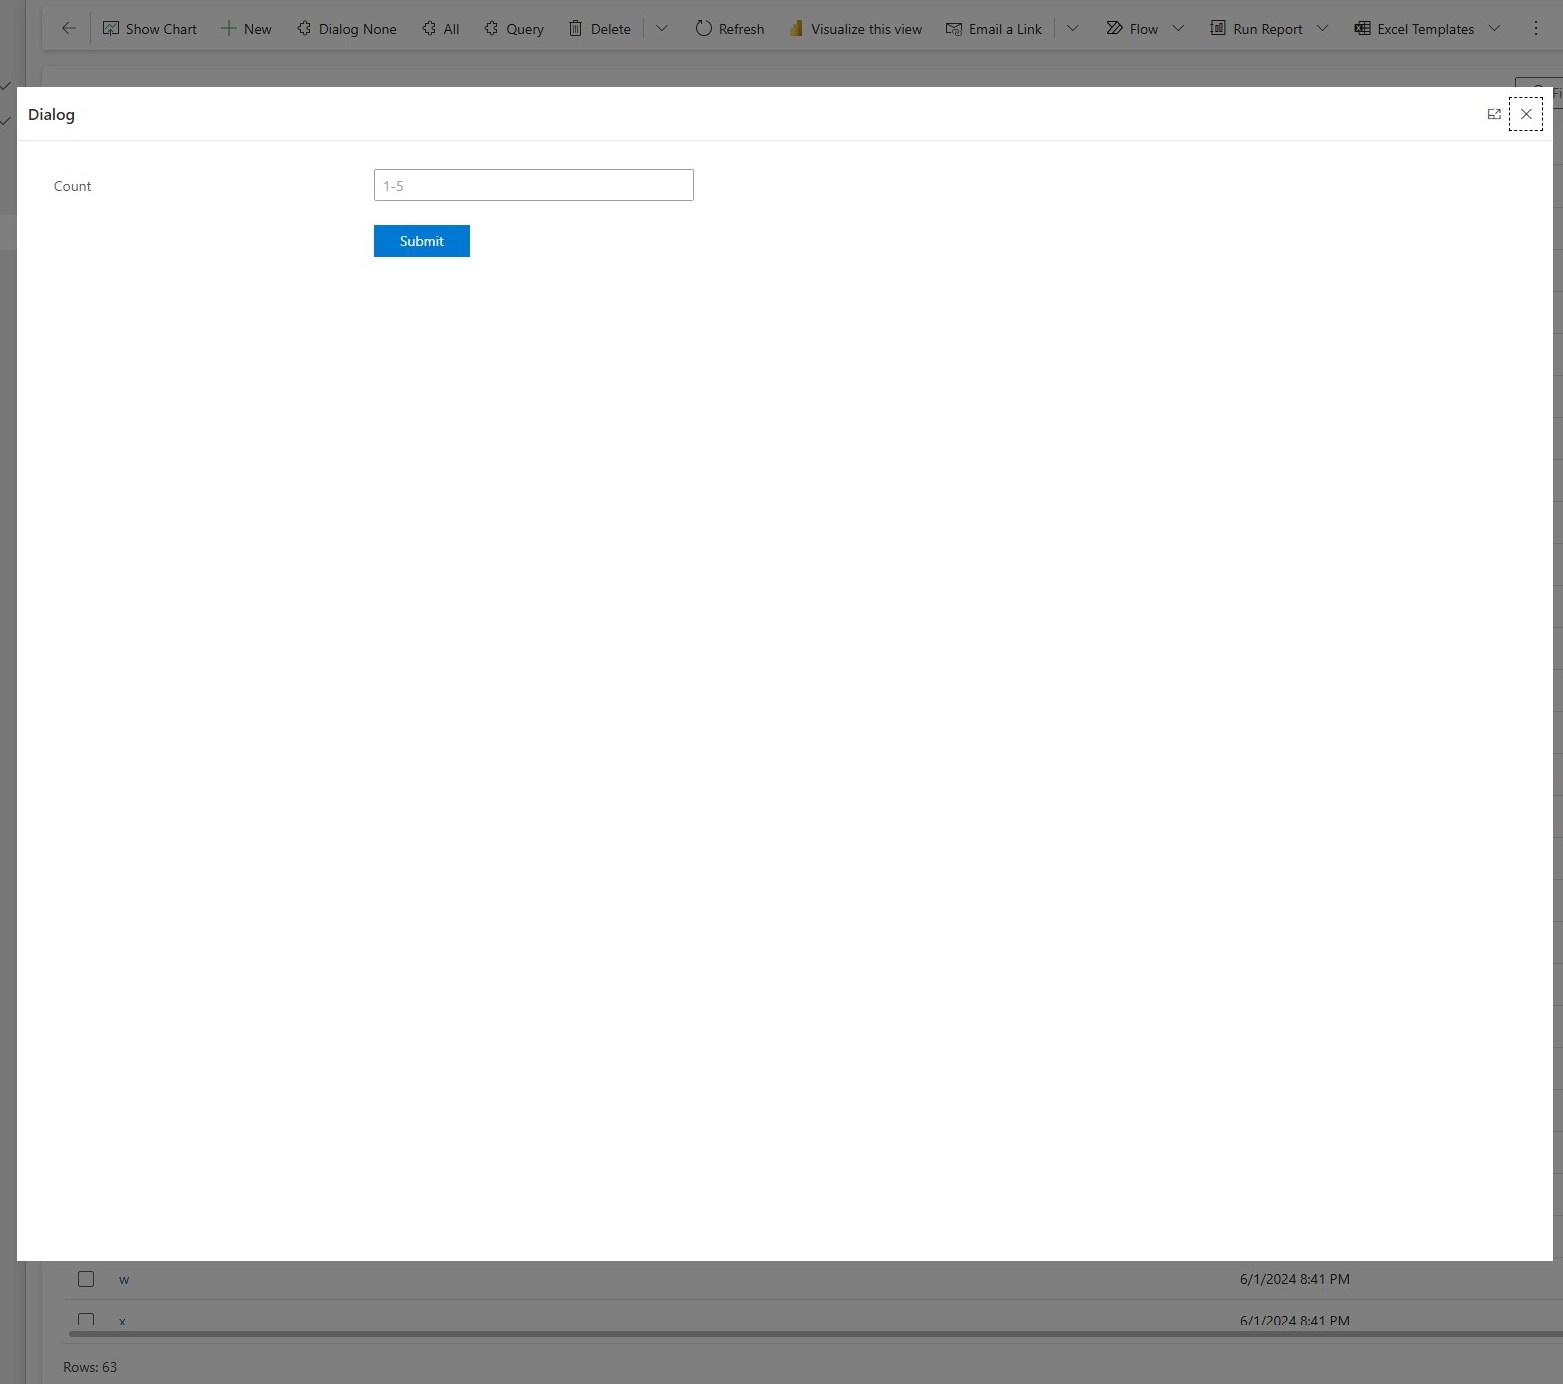 Show Chart New Dialog None All Query Delete Refresh Visualize this view Email a Link Flow Run Report Excel Templates
Fi
Dialog
Count 1-5
Submit
w 6/1/2024 8:41 PM
x 6/1/2024 8:41 PM
Rows: 63